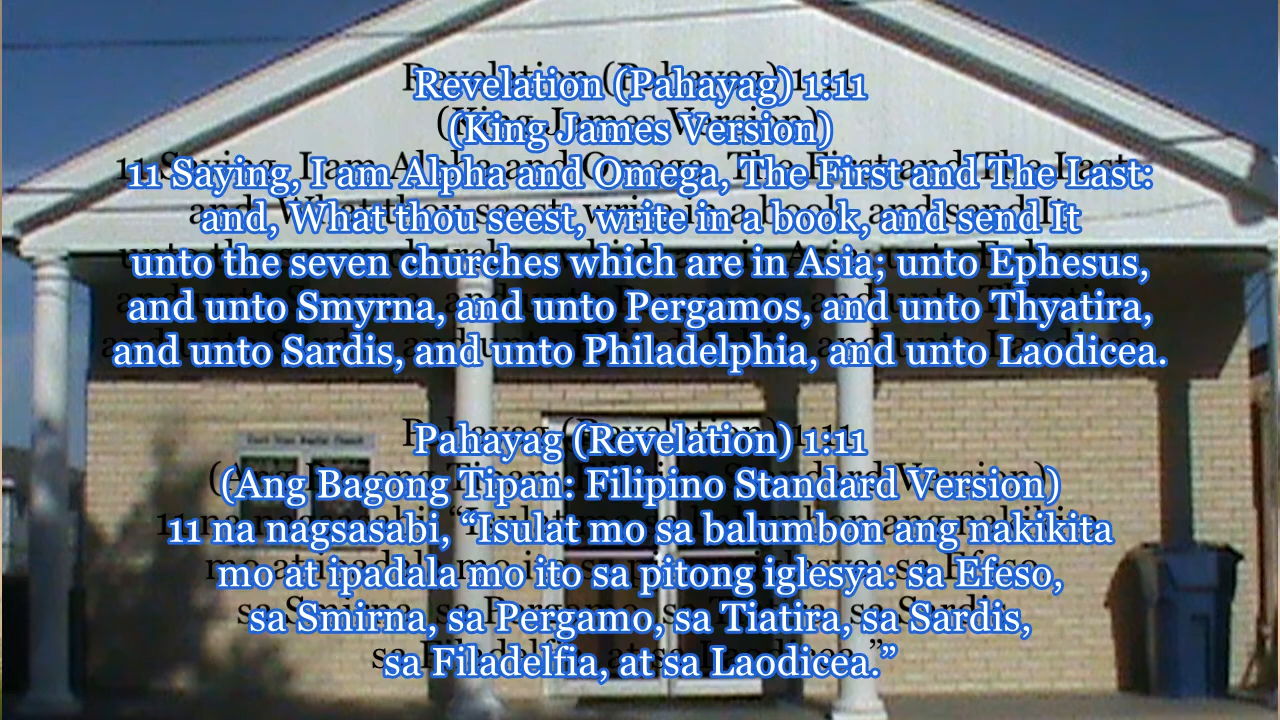 Revelation (Pahayag) 1:11
(King James Version)
11 Saying, I am Alpha and Omega, The First and The Last:
and, What thou seest, write in a book, and send It
unto the seven churches which are in Asia; unto Ephesus,
and unto Smyrna, and unto Pergamos, and unto Thyatira,
and unto Sardis, and unto Philadelphia, and unto Laodicea.
Pahayag (Revelation) 1:11
(Ang Bagong Tipan: Filipino Standard Version)
11 na nagsasabi, “Isulat mo sa balumbon ang nakikita
mo at ipadala mo ito sa pitong iglesya: sa Efeso,
sa Smirna, sa Pergamo, sa Tiatira, sa Sardis,
sa Filadelfia, at sa Laodicea.”